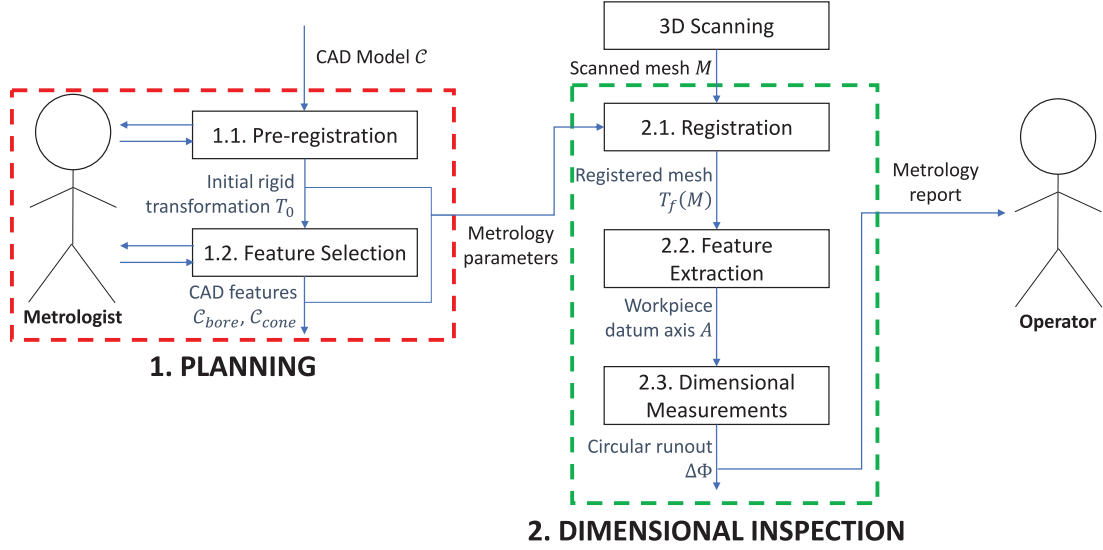 CAD Model 𝒞
1.1. Pre-registration
Initial rigid
transformation T₀
1.2. Feature Selection
CAD features
𝒞bore, 𝒞cone
Metrologist
1. PLANNING
Metrology
parameters
3D Scanning
Scanned mesh M
2.1. Registration
Registered mesh
T_f(M)
2.2. Feature
Extraction
Workpiece
datum axis A
2.3. Dimensional
Measurements
Circular runout
ΔΦ
2. DIMENSIONAL INSPECTION
Metrology
report
Operator